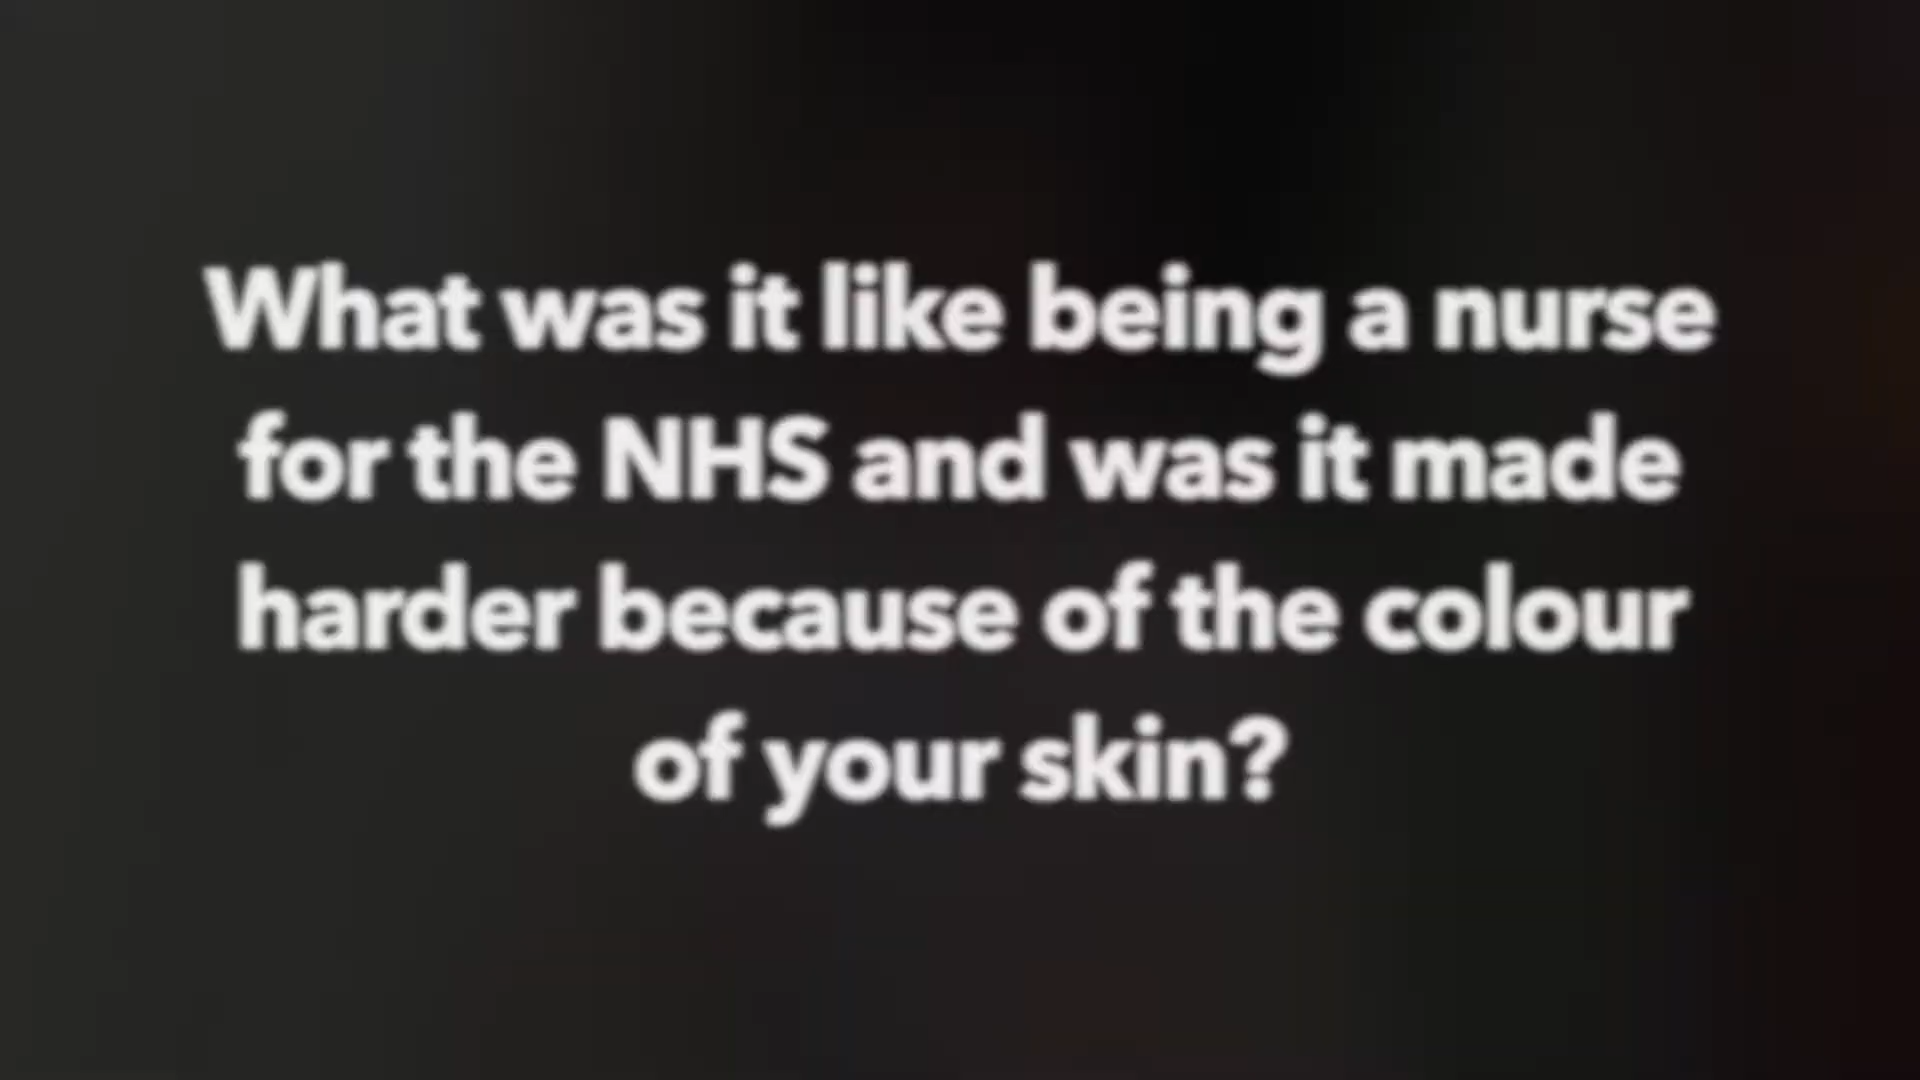 What was it like being a nurse
for the NHS and was it made
harder because of the colour
of your skin?